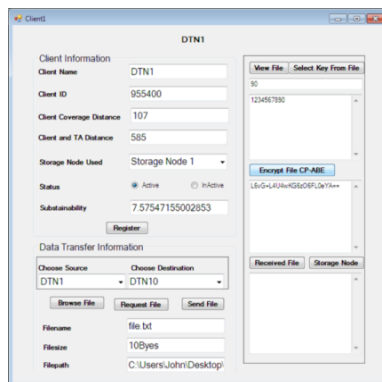 Client1
DTN1
Client Information
Client Name DTN1
Client ID 955400
Client Coverage Distance 107
Client and TA Distance 585
Storage Node Used Storage Node 1
Status Active InActive
Substainability 7.57547155002853
Register
Data Transfer Information
Choose Source Choose Destination
DTN1 DTN10
Browse File Request File Send File
Filename file.txt
Filesize 10Byes
Filepath C:\Users\John\Desktop\
View File Select Key From File
90
1234567890
Encrypt File CP-ABE
Received File Storage Node